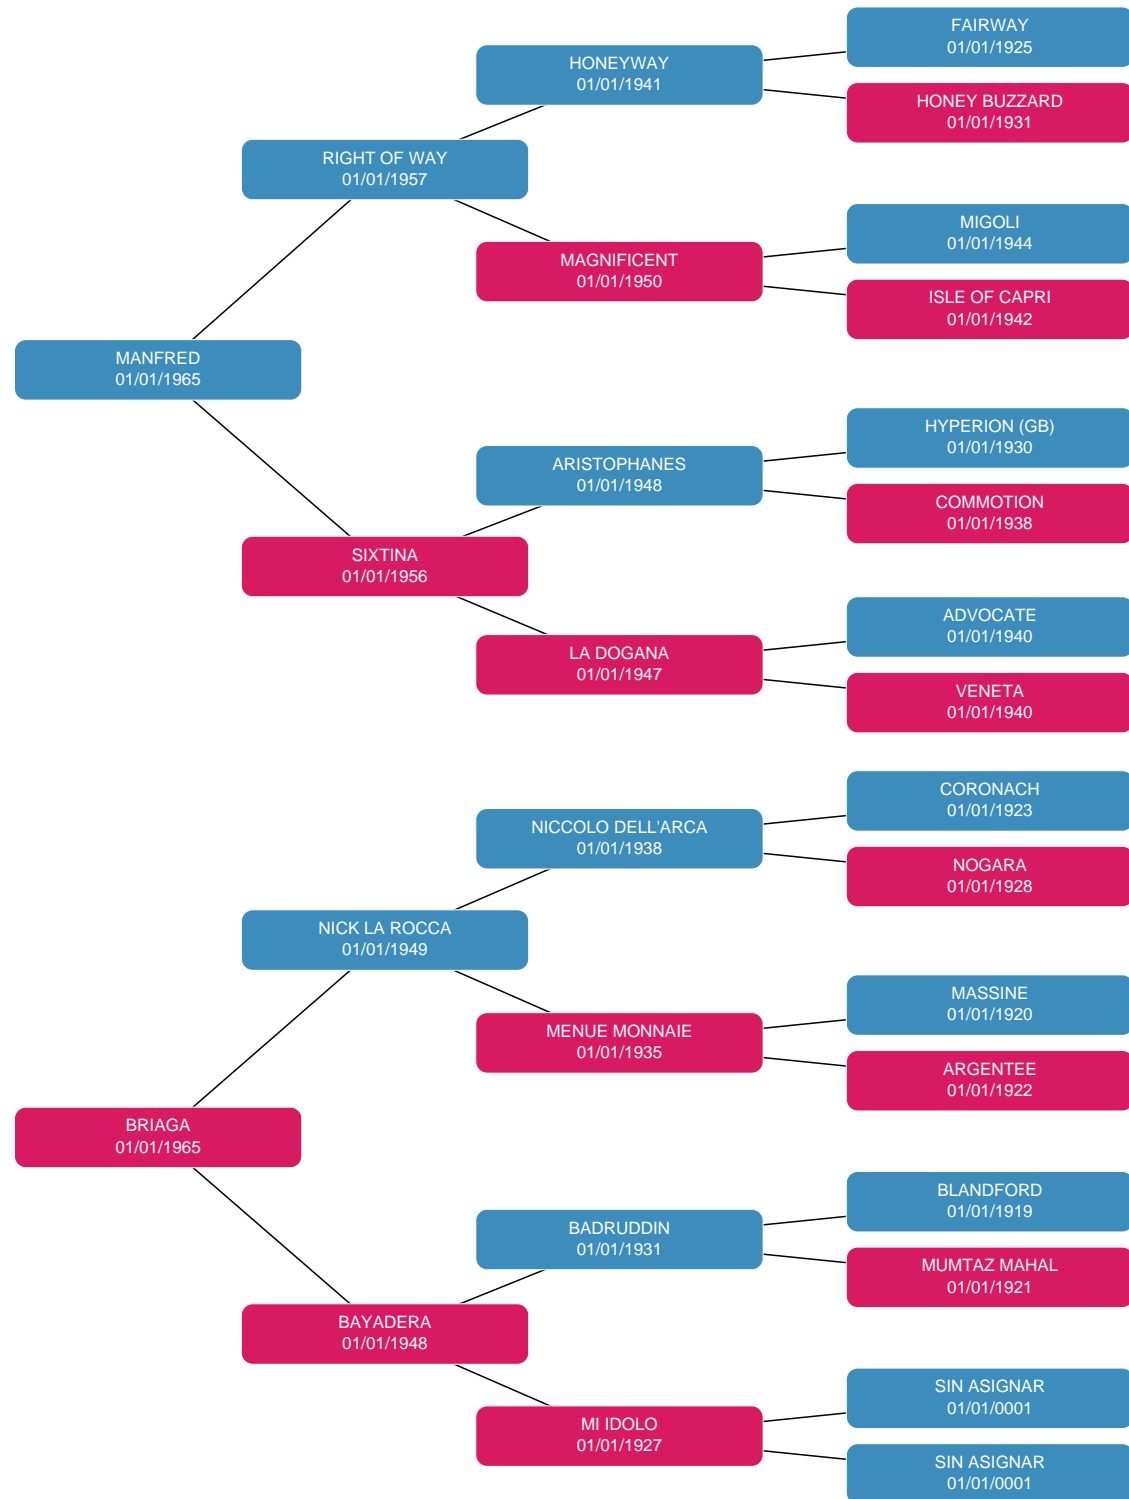 FAIRWAY
01/01/1925
HONEYWAY
01/01/1941
HONEY BUZZARD
01/01/1931
RIGHT OF WAY
01/01/1957
MIGOLI
01/01/1944
MAGNIFICENT
01/01/1950
ISLE OF CAPRI
01/01/1942
MANFRED
01/01/1965
HYPERION (GB)
01/01/1930
ARISTOPHANES
01/01/1948
COMMOTION
01/01/1938
SIXTINA
01/01/1956
ADVOCATE
01/01/1940
LA DOGANA
01/01/1947
VENETA
01/01/1940
CORONACH
01/01/1923
NICCOLO DELL'ARCA
01/01/1938
NOGARA
01/01/1928
NICK LA ROCCA
01/01/1949
MASSINE
01/01/1920
MENUE MONNAIE
01/01/1935
ARGENTEE
01/01/1922
BRIAGA
01/01/1965
BLANDFORD
01/01/1919
BADRUDDIN
01/01/1931
MUMTAZ MAHAL
01/01/1921
BAYADERA
01/01/1948
SIN ASIGNAR
01/01/0001
MI IDOLO
01/01/1927
SIN ASIGNAR
01/01/0001